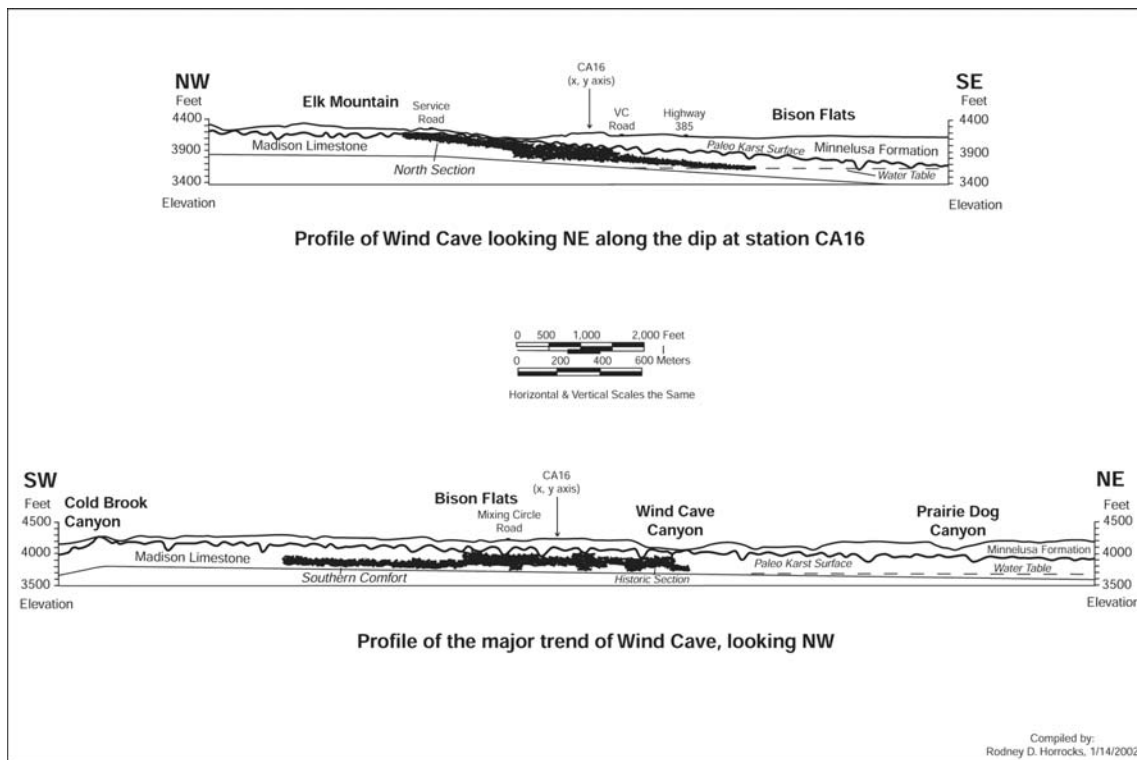 NW
Feet
4400
3900
3400
Elevation
Elk Mountain
Service
Road
CA16
(x, y axis)
VC
Road
Highway
385
Bison Flats
SE
Feet
4400
3900
3400
Elevation
Madison Limestone
North Section
Paleo Karst Surface
Minnelusa Formation
Water Table
Profile of Wind Cave looking NE along the dip at station CA16
0 500 1,000 2,000 Feet
0 200 400 600 Meters
Horizontal & Vertical Scales the Same
SW
Feet
4500
4000
3500
Elevation
Cold Brook
Canyon
Bison Flats
Mixing Circle
Road
CA16
(x, y axis)
Wind Cave
Canyon
Prairie Dog
Canyon
NE
Feet
4500
4000
3500
Elevation
Madison Limestone
Southern Comfort
Historic Section
Paleo Karst Surface
Minnelusa Formation
Water Table
Profile of the major trend of Wind Cave, looking NW
Compiled by:
Rodney D. Horrocks, 1/14/2002